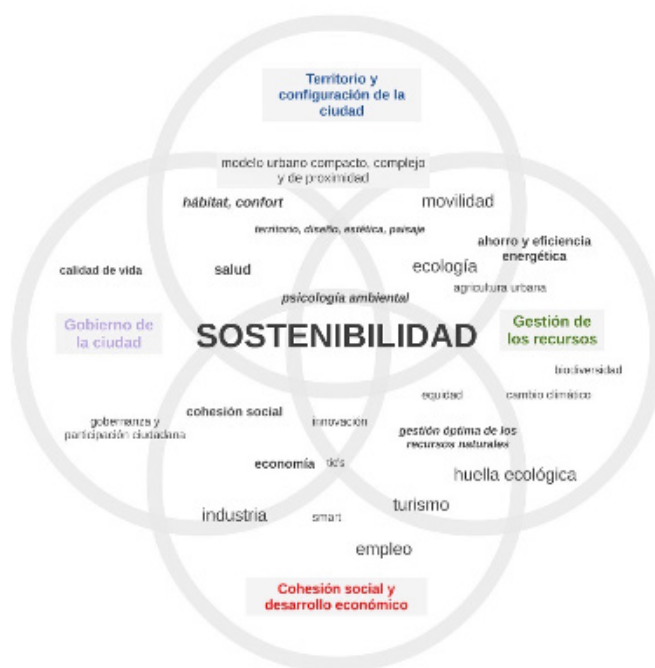 Territorio y
configuración de la
ciudad
modelo urbano compacto, complejo
y de proximidad
hábitat, confort
movilidad
territorio, diseño, estética, paisaje
ahorro y eficiencia
energética
calidad de vida
salud
ecología
agricultura urbana
psicología ambiental
Gobierno de
la ciudad
SOSTENIBILIDAD
Gestión de
los recursos
biodiversidad
equidad
cambio climático
cohesión social
innovación
gobernanza y
participación ciudadana
gestión óptima de los
recursos naturales
economía
tic's
huella ecológica
turismo
industria
smart
empleo
Cohesión social y
desarrollo económico